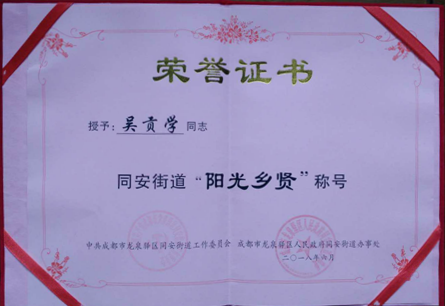 荣誉证书
授予：吴贡学同志
同安街道“阳光乡贤”称号
中共成都市龙泉驿区同安街道工作委员会 成都市龙泉驿区人民政府同安街道办事处
二〇一八年六月